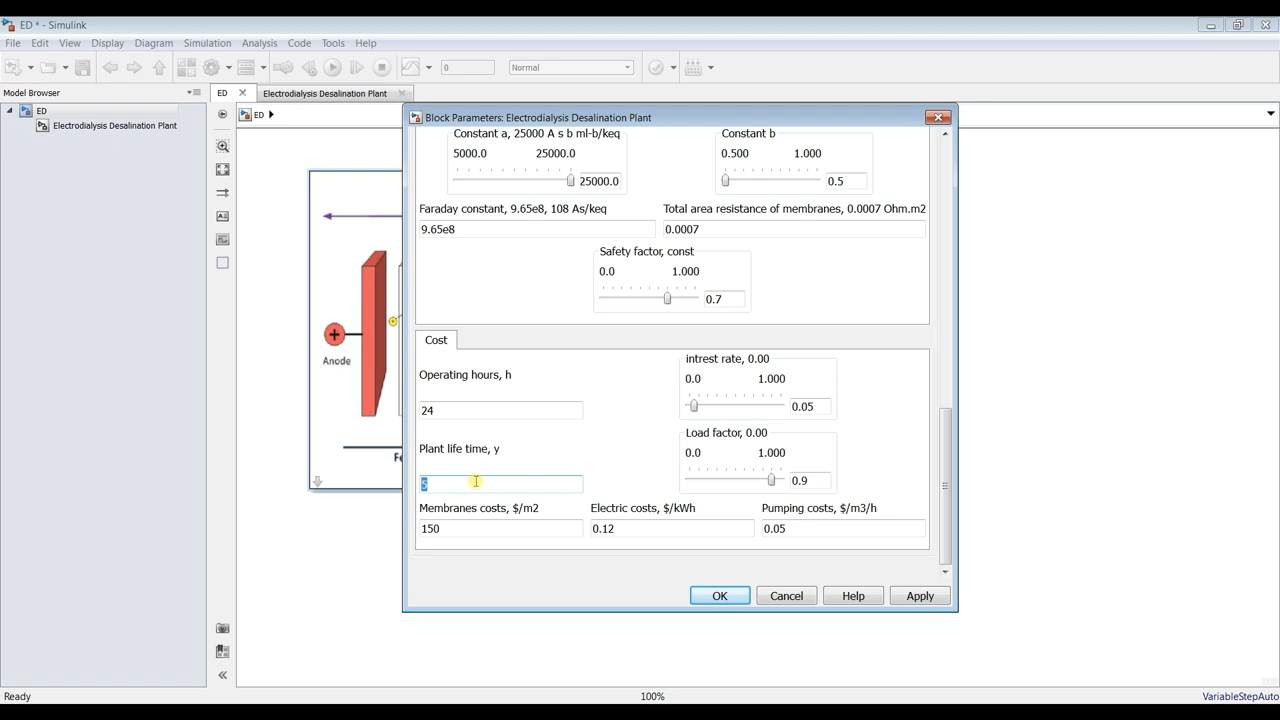 ED * - Simulink
File Edit View Display Diagram Simulation Analysis Code Tools Help
0 Normal
Model Browser
ED
Electrodialysis Desalination Plant
ED
Electrodialysis Desalination Plant
ED
Block Parameters: Electrodialysis Desalination Plant
Constant a, 25000 A s b ml-b/keq
Constant b
5000.0 25000.0
0.500 1.000
25000.0
0.5
Faraday constant, 9.65e8, 108 As/keq
Total area resistance of membranes, 0.0007 Ohm.m2
9.65e8
0.0007
Safety factor, const
0.0 1.000
0.7
Cost
Operating hours, h
intrest rate, 0.00
0.0 1.000
24
0.05
Plant life time, y
Load factor, 0.00
0.0 1.000
5
0.9
Membranes costs, $/m2
Electric costs, $/kWh
Pumping costs, $/m3/h
150
0.12
0.05
OK Cancel Help Apply
+
Anode
Fe
Ready
100%
VariableStepAuto